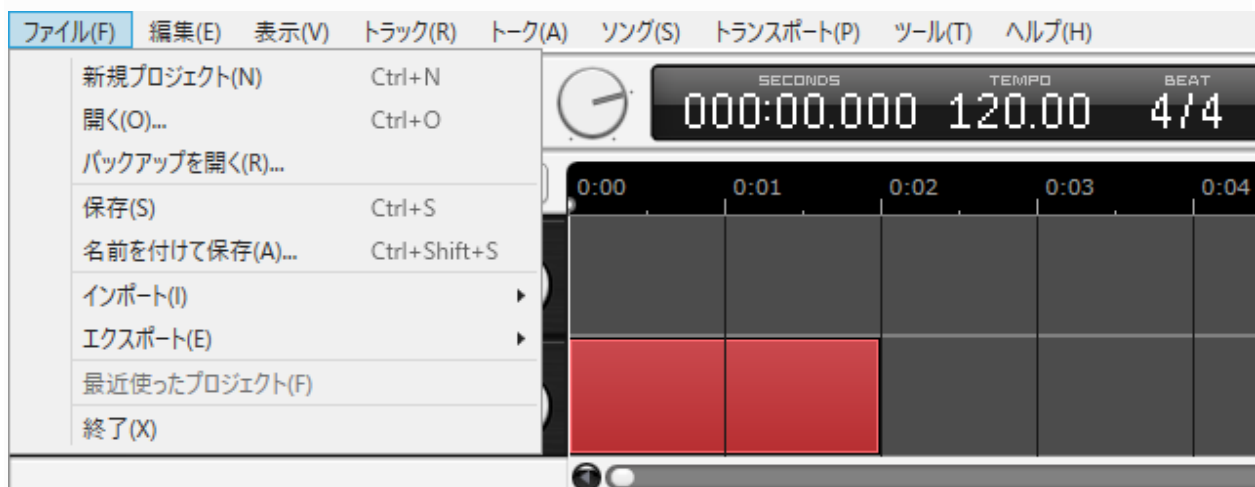 ファイル(F) 編集(E) 表示(V) トラック(R) トーク(A) ソング(S) トランスポート(P) ツール(T) ヘルプ(H)
新規プロジェクト(N) Ctrl+N
開く(O)... Ctrl+O
バックアップを開く(R)...
保存(S) Ctrl+S
名前を付けて保存(A)... Ctrl+Shift+S
インポート(I)
エクスポート(E)
最近使ったプロジェクト(F)
終了(X)
SECONDS TEMPO BEAT
000:00.000 120.00 4/4
0:00 0:01 0:02 0:03 0:04